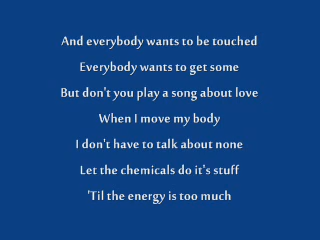 And everybody wants to be touched
Everybody wants to get some
But don't you play a song about love
When I move my body
I don't have to talk about none
Let the chemicals do it's stuff
'Til the energy is too much